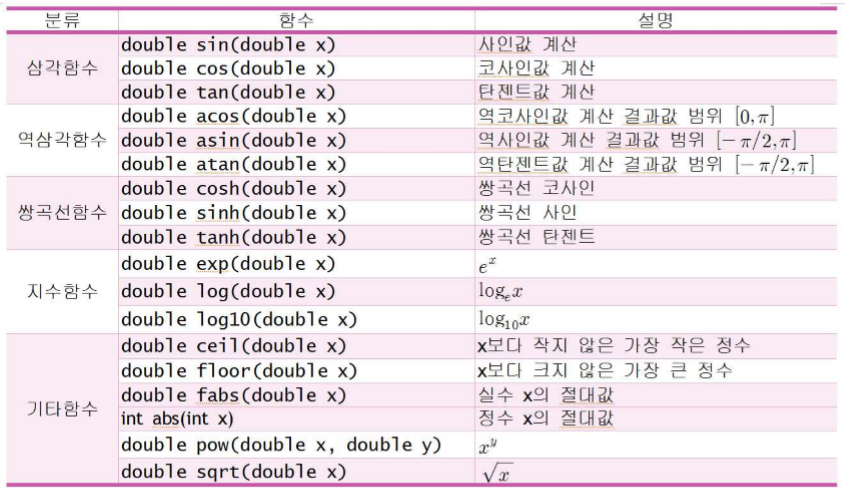 분류 함수 설명
삼각함수 double sin(double x) 사인값 계산
double cos(double x) 코사인값 계산
double tan(double x) 탄젠트값 계산
역삼각함수 double acos(double x) 역코사인값 계산 결과값 범위 [0,π]
double asin(double x) 역사인값 계산 결과값 범위 [-π/2,π]
double atan(double x) 역탄젠트값 계산 결과값 범위 [-π/2,π]
쌍곡선함수 double cosh(double x) 쌍곡선 코사인
double sinh(double x) 쌍곡선 사인
double tanh(double x) 쌍곡선 탄젠트
지수함수 double exp(double x) eˣ
double log(double x) logₑx
double log10(double x) log₁₀x
기타함수 double ceil(double x) x보다 작지 않은 가장 작은 정수
double floor(double x) x보다 크지 않은 가장 큰 정수
double fabs(double x) 실수 x의 절대값
int abs(int x) 정수 x의 절대값
double pow(double x, double y) xʸ
double sqrt(double x) √x